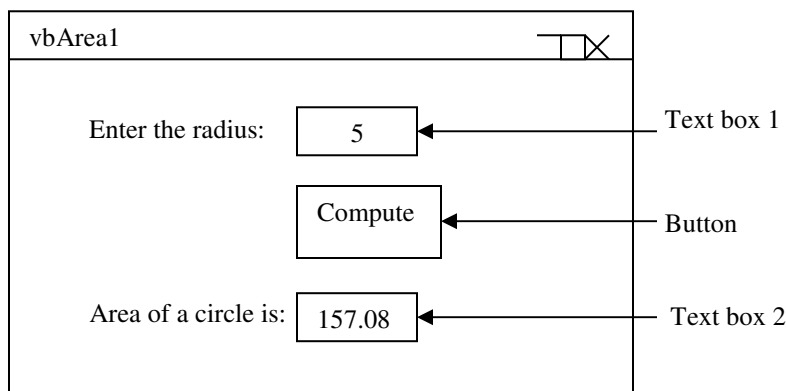 vbArea1
Enter the radius: 5 Text box 1
Compute Button
Area of a circle is: 157.08 Text box 2